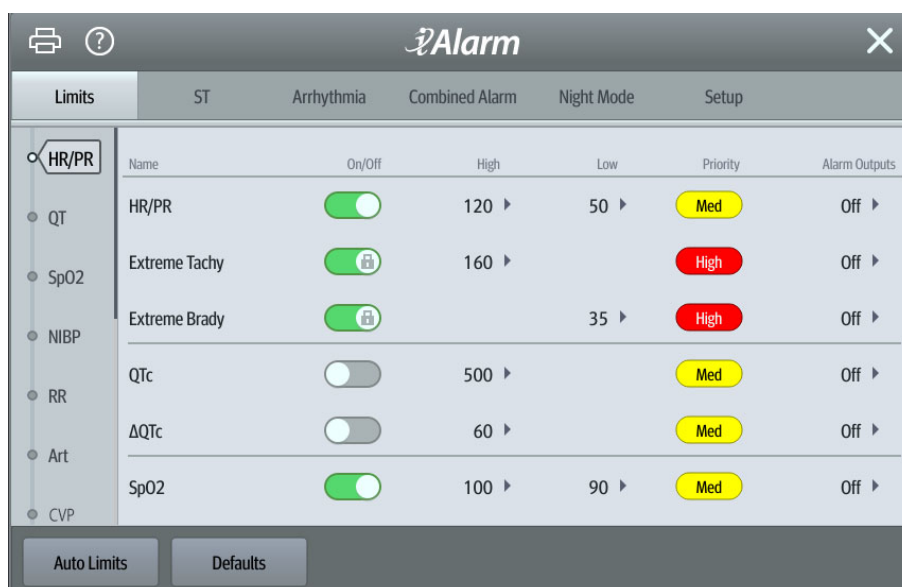 iAlarm
Limits ST Arrhythmia Combined Alarm Night Mode Setup
HR/PR
QT
SpO2
NIBP
RR
Art
CVP
Name On/Off High Low Priority Alarm Outputs
HR/PR 120 50 Med Off
Extreme Tachy 160 High Off
Extreme Brady 35 High Off
QTc 500 Med Off
ΔQTc 60 Med Off
SpO2 100 90 Med Off
Auto Limits Defaults